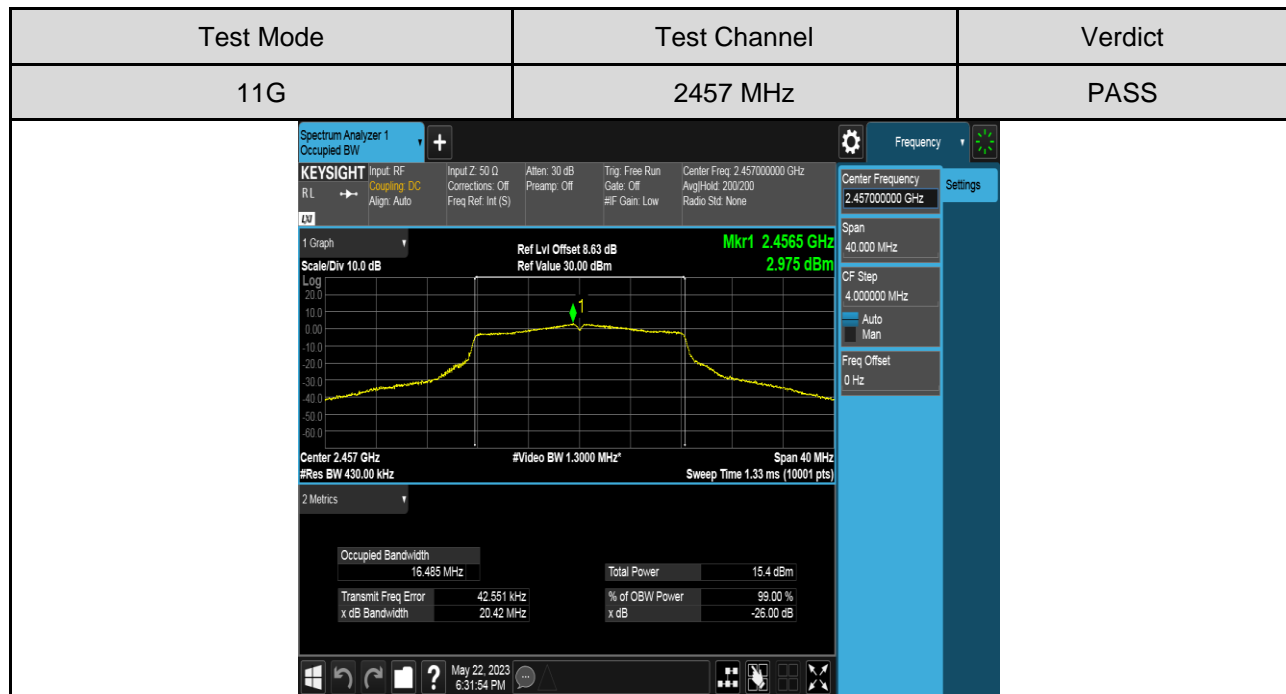 Test Mode Test Channel Verdict
11G 2457 MHz PASS
Spectrum Analyzer 1
Occupied BW
+
Frequency
KEYSIGHT
R L
LXI
Input: RF
Coupling: DC
Align: Auto
Input Z: 50 Ω
Corrections: Off
Freq Ref: Int (S)
Atten: 30 dB
Preamp: Off
Trig: Free Run
Gate: Off
#IF Gain: Low
Center Freq: 2.457000000 GHz
Avg|Hold: 200/200
Radio Std: None
Center Frequency
2.457000000 GHz
Settings
Span
40.000 MHz
CF Step
4.000000 MHz
Auto
Man
Freq Offset
0 Hz
1 Graph
Scale/Div 10.0 dB
Ref Lvl Offset 8.63 dB
Ref Value 30.00 dBm
Mkr1 2.4565 GHz
2.975 dBm
Log
20.0
10.0
0.00
-10.0
-20.0
-30.0
-40.0
-50.0
-60.0
1
Center 2.457 GHz
#Res BW 430.00 kHz
#Video BW 1.3000 MHz*
Span 40 MHz
Sweep Time 1.33 ms (10001 pts)
2 Metrics
Occupied Bandwidth
16.485 MHz
Total Power 15.4 dBm
Transmit Freq Error 42.551 kHz
% of OBW Power 99.00 %
x dB Bandwidth 20.42 MHz
x dB -26.00 dB
?
May 22, 2023
6:31:54 PM